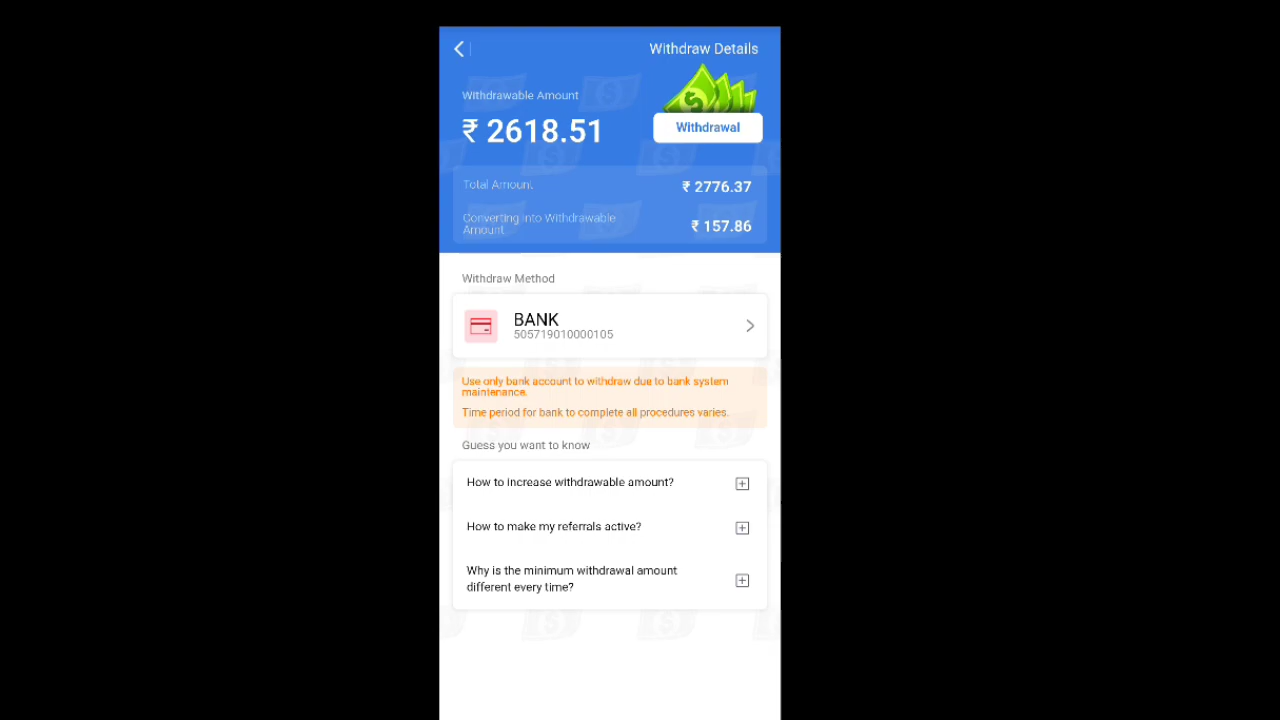 Withdraw Details
Withdrawable Amount
₹ 2618.51
Withdrawal
Total Amount
₹ 2776.37
Converting into Withdrawable
Amount
₹ 157.86
Withdraw Method
BANK
505719010000105
Use only bank account to withdraw due to bank system
maintenance.
Time period for bank to complete all procedures varies.
Guess you want to know
How to increase withdrawable amount?
How to make my referrals active?
Why is the minimum withdrawal amount
different every time?